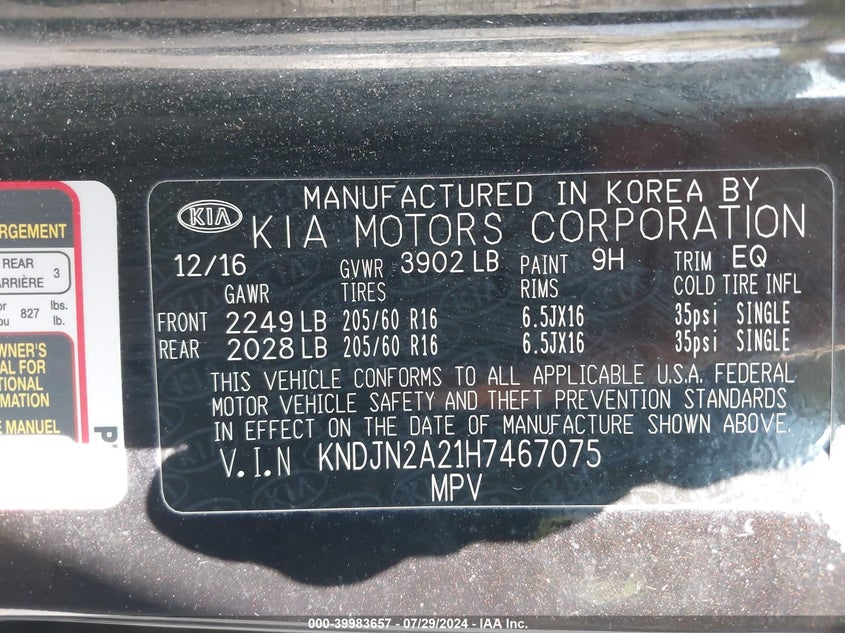 RGEMENT
REAR
ARRIÈRE 3
or
ou 827 lbs.
lb.
WNER'S
AL FOR
TIONAL
MATION
E MANUEL
MANUFACTURED IN KOREA BY
KIA KIA MOTORS CORPORATION
12/16 GVWR 3902 LB PAINT 9H TRIM EQ
GAWR TIRES RIMS COLD TIRE INFL
FRONT 2249 LB 205/60 R16 6.5JX16 35psi SINGLE
REAR 2028 LB 205/60 R16 6.5JX16 35psi SINGLE
THIS VEHICLE CONFORMS TO ALL APPLICABLE U.S.A. FEDERAL
MOTOR VEHICLE SAFETY AND THEFT PREVENTION STANDARDS
IN EFFECT ON THE DATE OF MANUFACTURE SHOWN ABOVE.
V.I.N KNDJN2A21H7467075
MPV
000-39983657 / 07/29/2024 - IAA Inc.